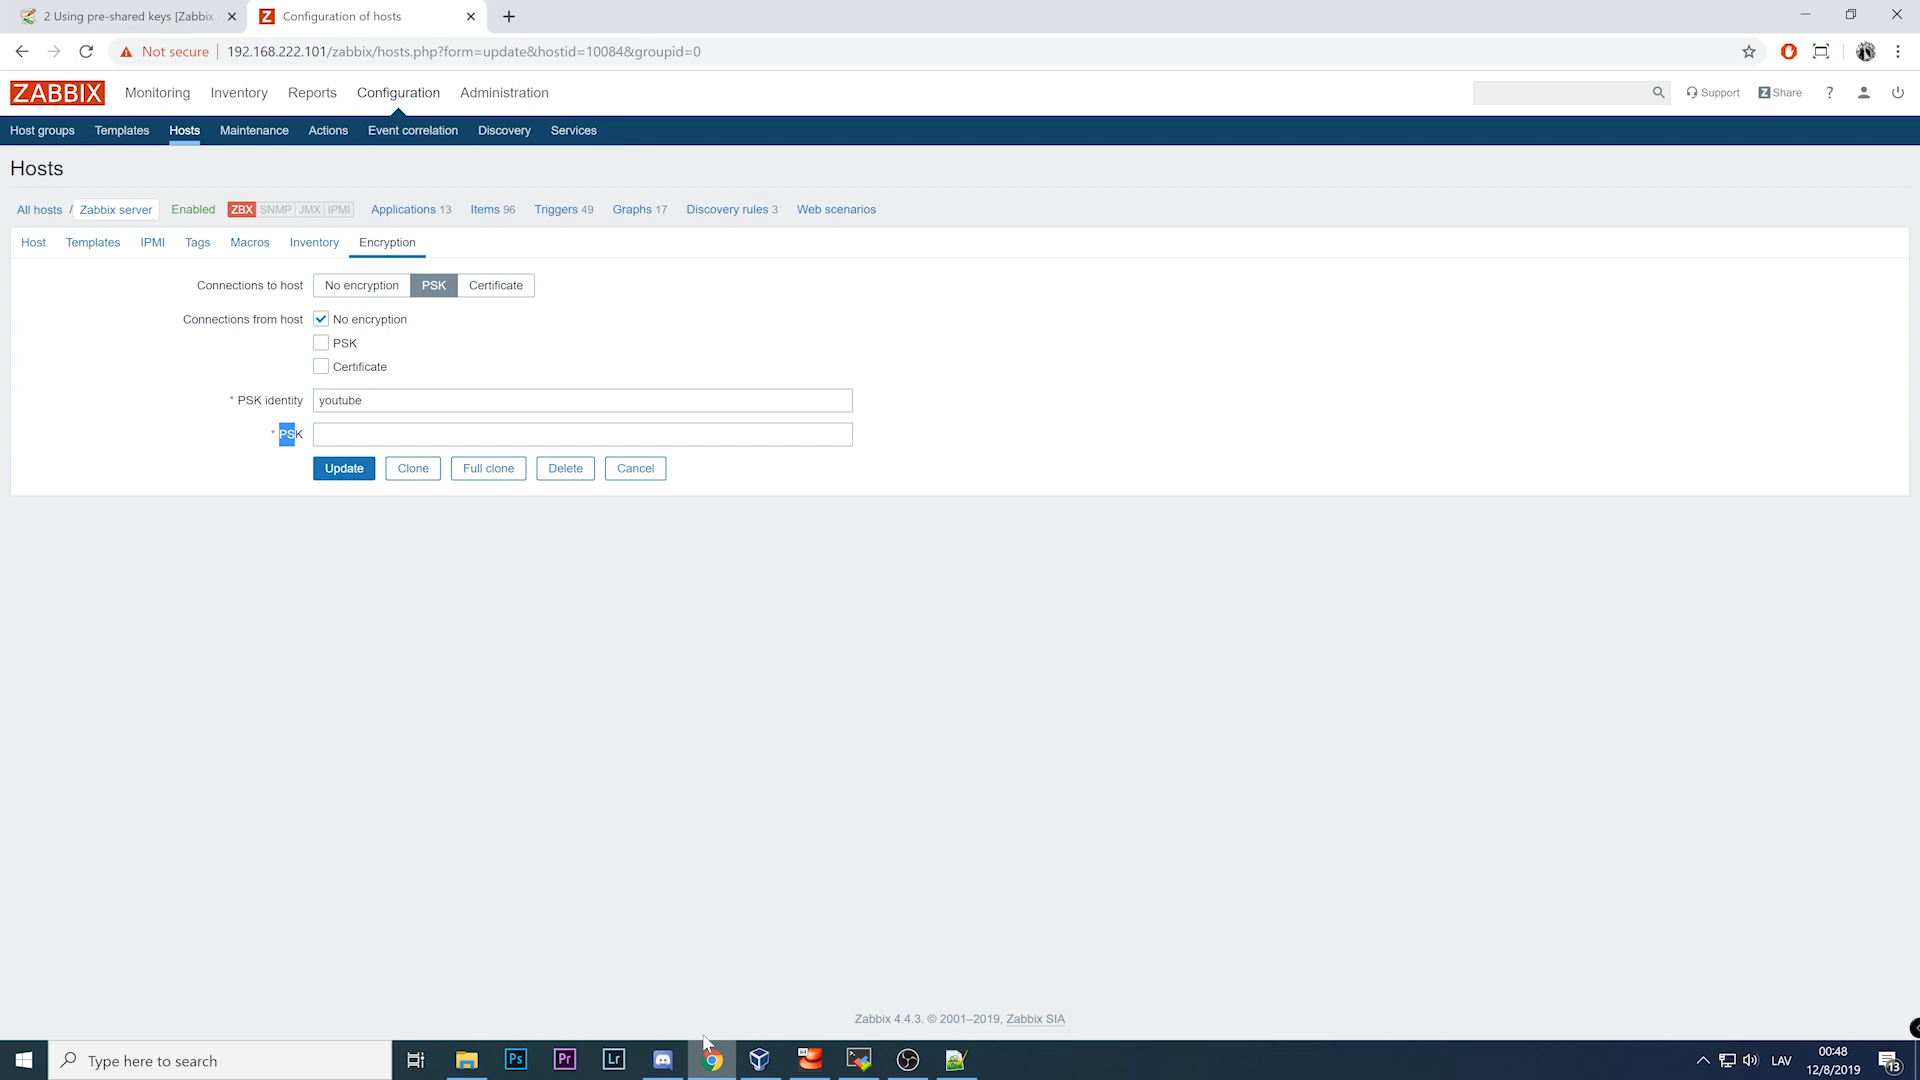 2 Using pre-shared keys [Zabbix
Configuration of hosts
Not secure
192.168.222.101/zabbix/hosts.php?form=update&hostid=10084&groupid=0
ZABBIX Monitoring Inventory Reports Configuration Administration
Support Share ?
Host groups Templates Hosts Maintenance Actions Event correlation Discovery Services
Hosts
All hosts / Zabbix server Enabled ZBX SNMP JMX IPMI Applications 13 Items 96 Triggers 49 Graphs 17 Discovery rules 3 Web scenarios
Host Templates IPMI Tags Macros Inventory Encryption
Connections to host No encryption PSK Certificate
Connections from host No encryption
PSK
Certificate
* PSK identity youtube
* PSK
Update Clone Full clone Delete Cancel
Zabbix 4.4.3. © 2001–2019, Zabbix SIA
Type here to search
Ps Pr Lr
LAV
00:48
12/8/2019
13